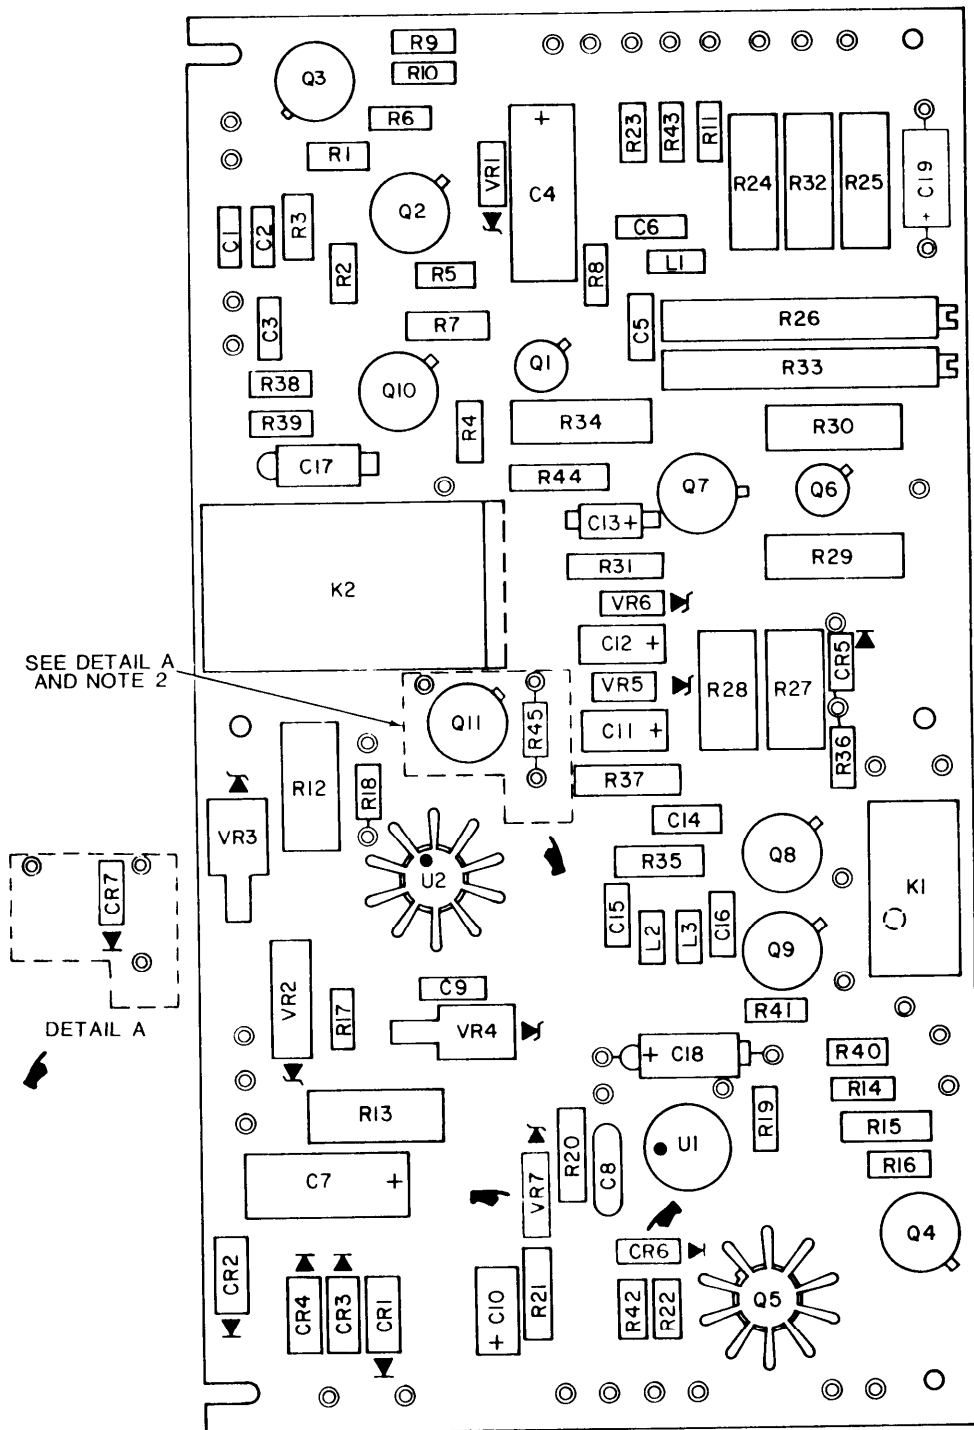 R9
R10
Q3
R6
R1
VR1
+
C4
R23
R43
R11
R24
R32
R25
C19
+
Q2
C1
C2
R3
R2
R5
C6
L1
R8
C3
R7
C5
R26
R33
Q1
R38
Q10
R39
R4
R34
R30
C17
R44
Q7
Q6
C13+
R31
R29
K2
VR6
C12 +
SEE DETAIL A
AND NOTE 2
VR5
R28
R27
CR5
Q11
R45
C11 +
R36
R12
R18
R37
VR3
C14
U2
R35
Q8
K1
CR7
C15
L2
L3
C16
Q9
DETAIL A
VR2
R17
C9
VR4
R41
+ C18
R40
R14
R13
R19
R15
R20
C8
U1
R16
C7 +
VR7
Q4
CR2
CR6
CR4
CR3
CR1
C10
+
R21
R42
R22
Q5